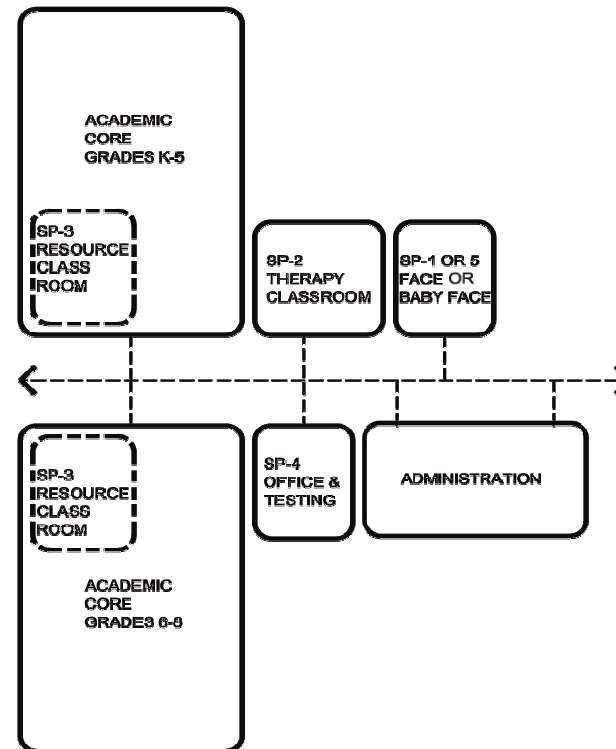 ACADEMIC
CORE
GRADES K-5
SP-3
RESOURCE
CLASS
ROOM
SP-2
THERAPY
CLASSROOM
SP-1 OR 5
FACE OR
BABY FACE
SP-3
RESOURCE
CLASS
ROOM
SP-4
OFFICE &
TESTING
ADMINISTRATION
ACADEMIC
CORE
GRADES 6-8